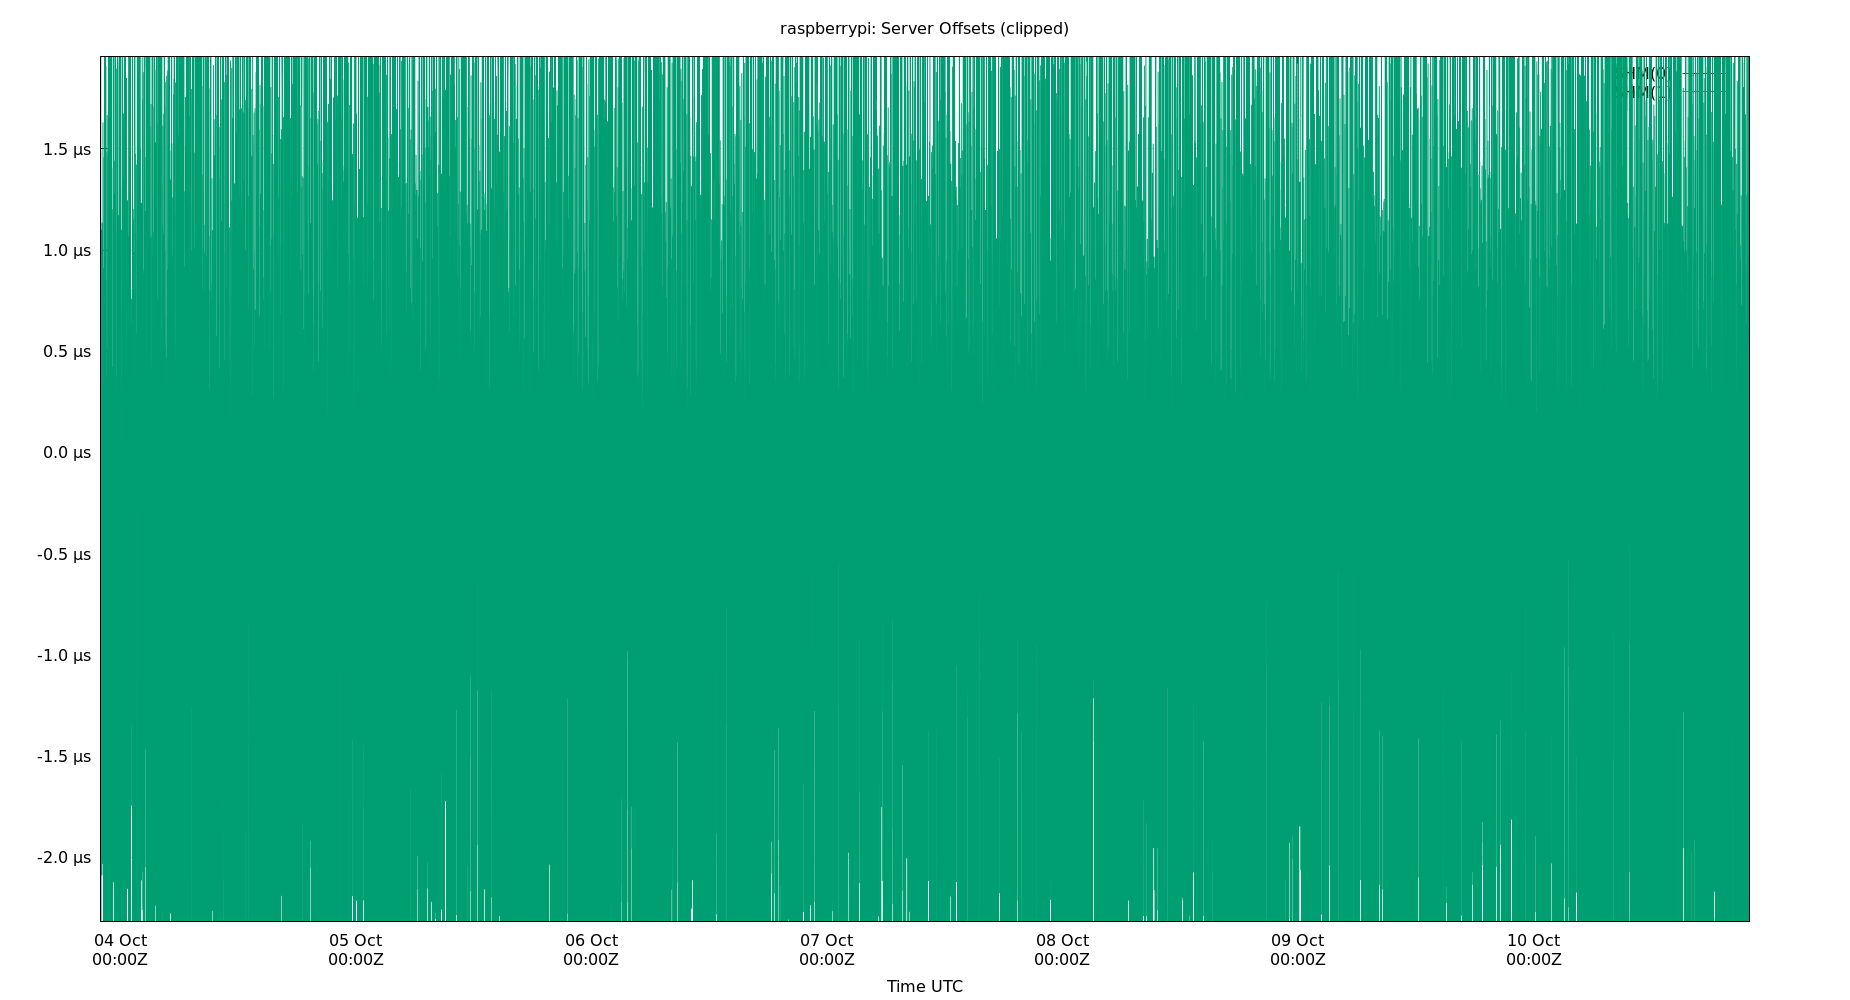 raspberrypi: Server Offsets (clipped)
1.5 µs
1.0 µs
0.5 µs
0.0 µs
-0.5 µs
-1.0 µs
-1.5 µs
-2.0 µs
04 Oct 05 Oct 06 Oct 07 Oct 08 Oct 09 Oct 10 Oct
00:00Z 00:00Z 00:00Z 00:00Z 00:00Z 00:00Z 00:00Z
Time UTC